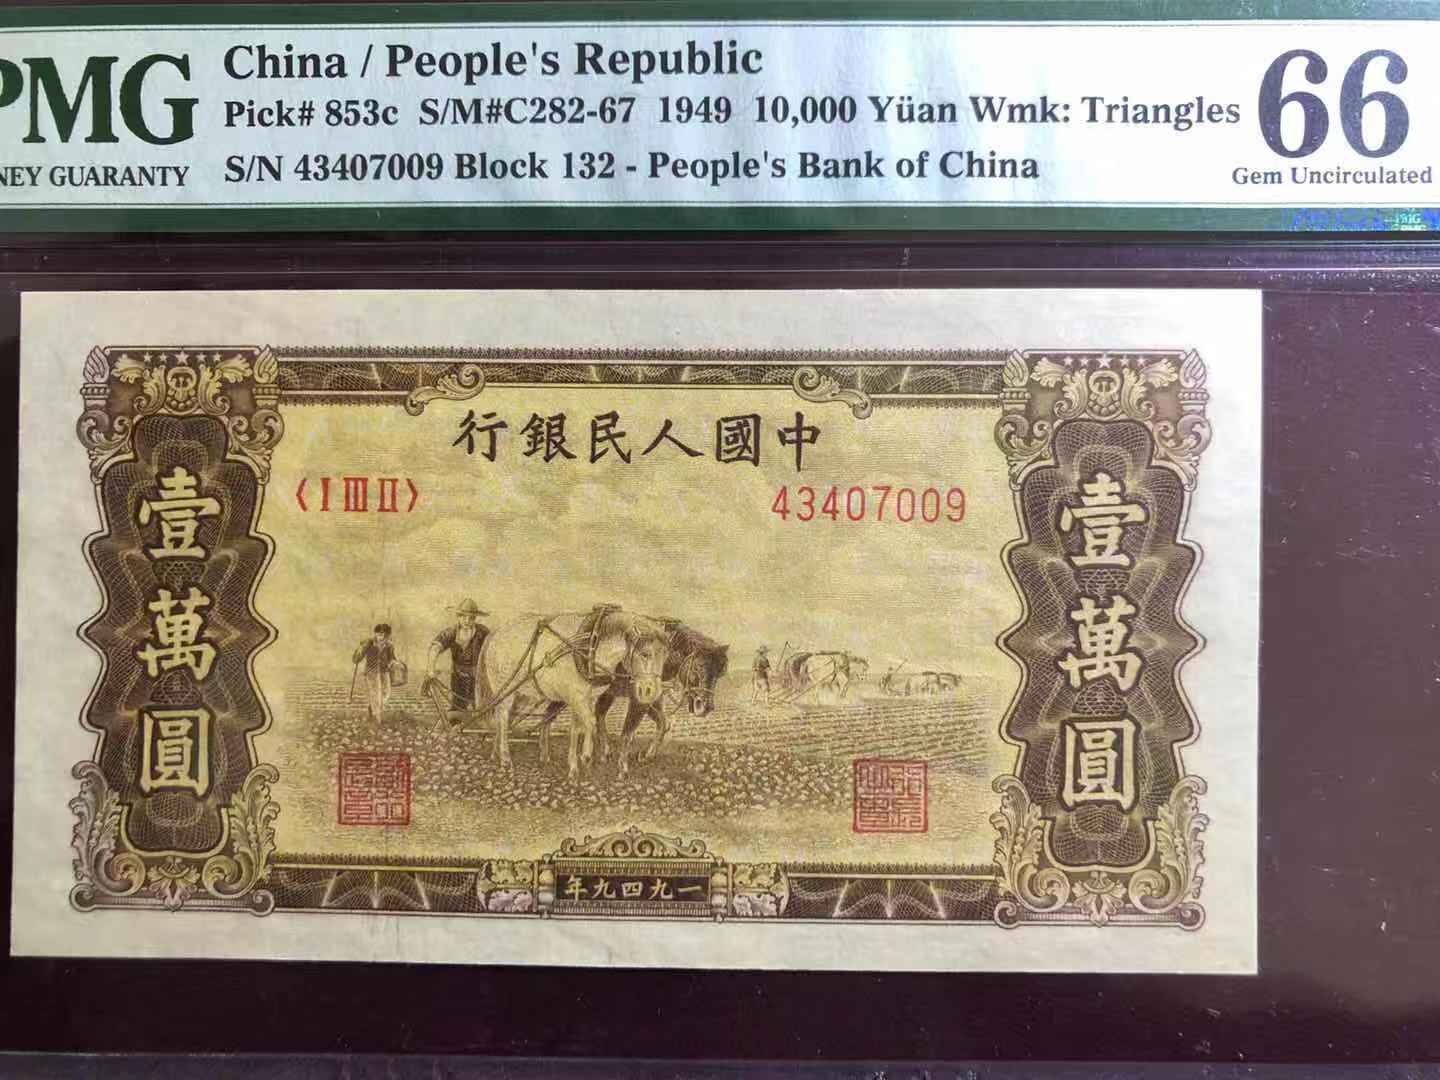 PMG
NEY GUARANTY
China / People's Republic
Pick# 853c S/M#C282-67 1949 10,000 Yüan Wmk: Triangles
S/N 43407009 Block 132 - People's Bank of China
66
Gem Uncirculated
行銀民人國中
〈I III II〉
43407009
壹萬圓
壹萬圓
年九四九一